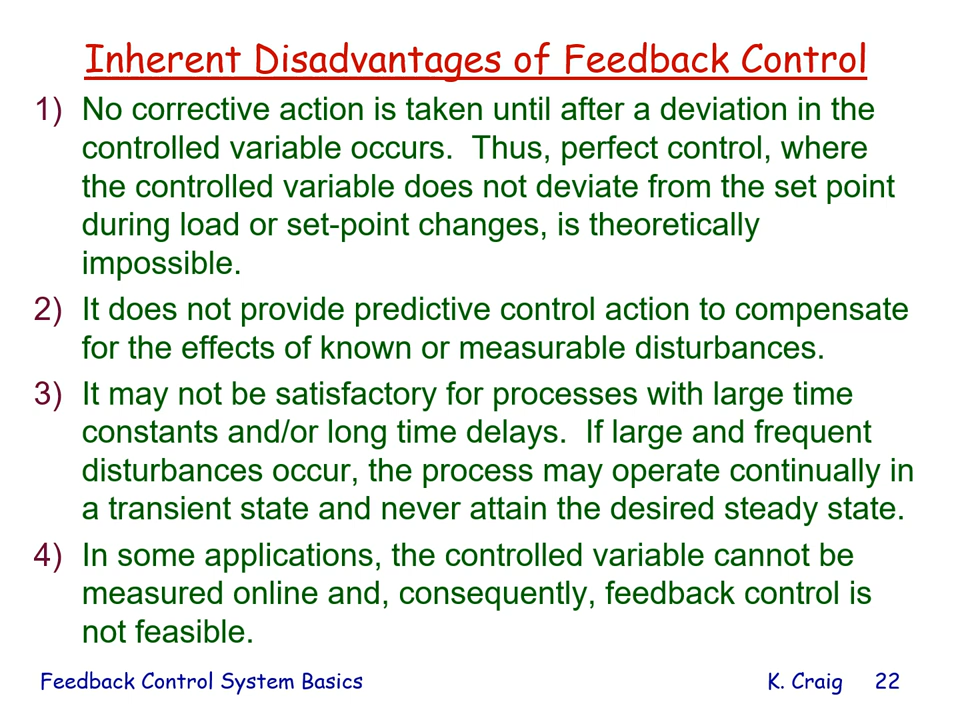 Inherent Disadvantages of Feedback Control
1) No corrective action is taken until after a deviation in the
controlled variable occurs.  Thus, perfect control, where
the controlled variable does not deviate from the set point
during load or set-point changes, is theoretically
impossible.
2) It does not provide predictive control action to compensate
for the effects of known or measurable disturbances.
3) It may not be satisfactory for processes with large time
constants and/or long time delays.  If large and frequent
disturbances occur, the process may operate continually in
a transient state and never attain the desired steady state.
4) In some applications, the controlled variable cannot be
measured online and, consequently, feedback control is
not feasible.
Feedback Control System Basics K. Craig 22